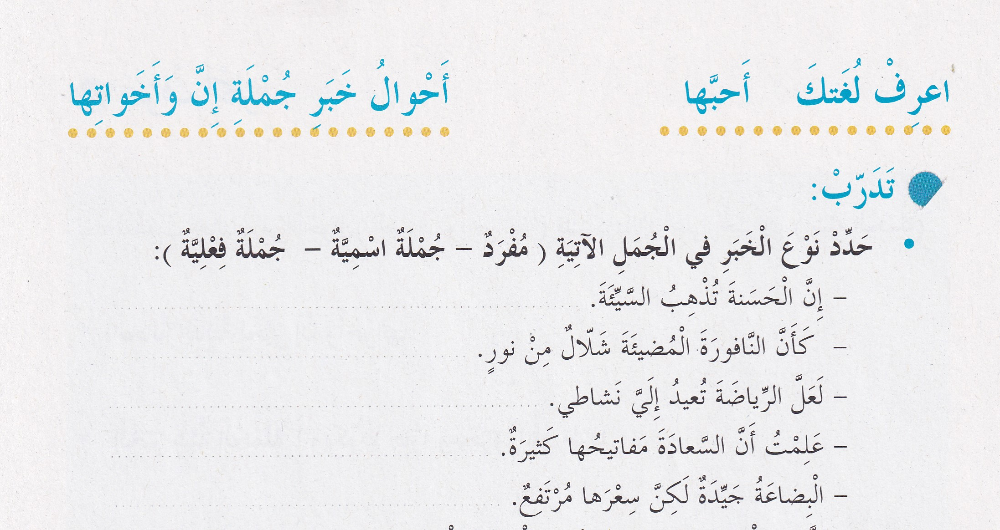 اعرِفْ لُغَتكَ أَحبَّها
أَحْوالُ خَبَرِ جُمْلَةِ إِنَّ وَأَخَواتِها
تَدَرّبْ:
• حَدِّدْ نَوْعَ الْخَبَرِ في الْجُمَلِ الآتِيَةِ ( مُفْرَدٌ – جُمْلَةٌ اسْمِيَّةٌ – جُمْلَةٌ فِعْلِيَّةٌ ):
– إِنَّ الْحَسَنةَ تُذْهِبُ السَّيِّئَةَ.
– كَأَنَّ النَّافورَةَ الْمُضيئَةَ شَلّالٌ مِنْ نورٍ.
– لَعَلَّ الرِّياضَةَ تُعيدُ إِلَيَّ نَشاطي.
– عَلِمْتُ أَنَّ السَّعادَةَ مَفاتيحُها كَثيرَةٌ.
– الْبِضاعَةُ جَيِّدَةٌ لَكِنَّ سِعْرَها مُرْتَفِعٌ.